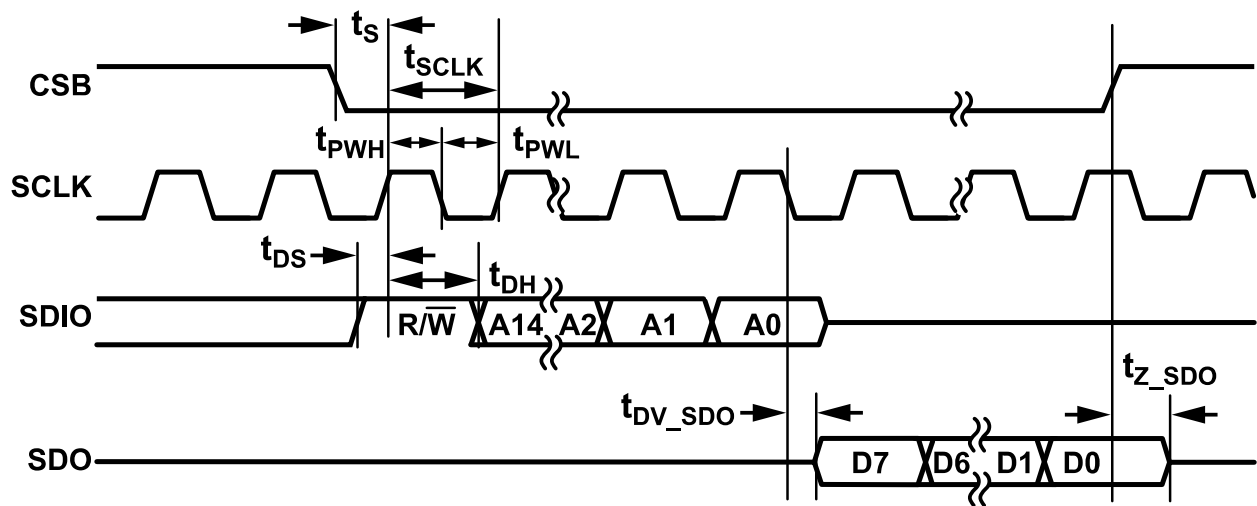 tS
tSCLK
CSB
tPWH
tPWL
SCLK
tDS
tDH
SDIO
R/W̅ A14 A2 A1 A0
tZ_SDO
tDV_SDO
SDO
D7 D6 D1 D0